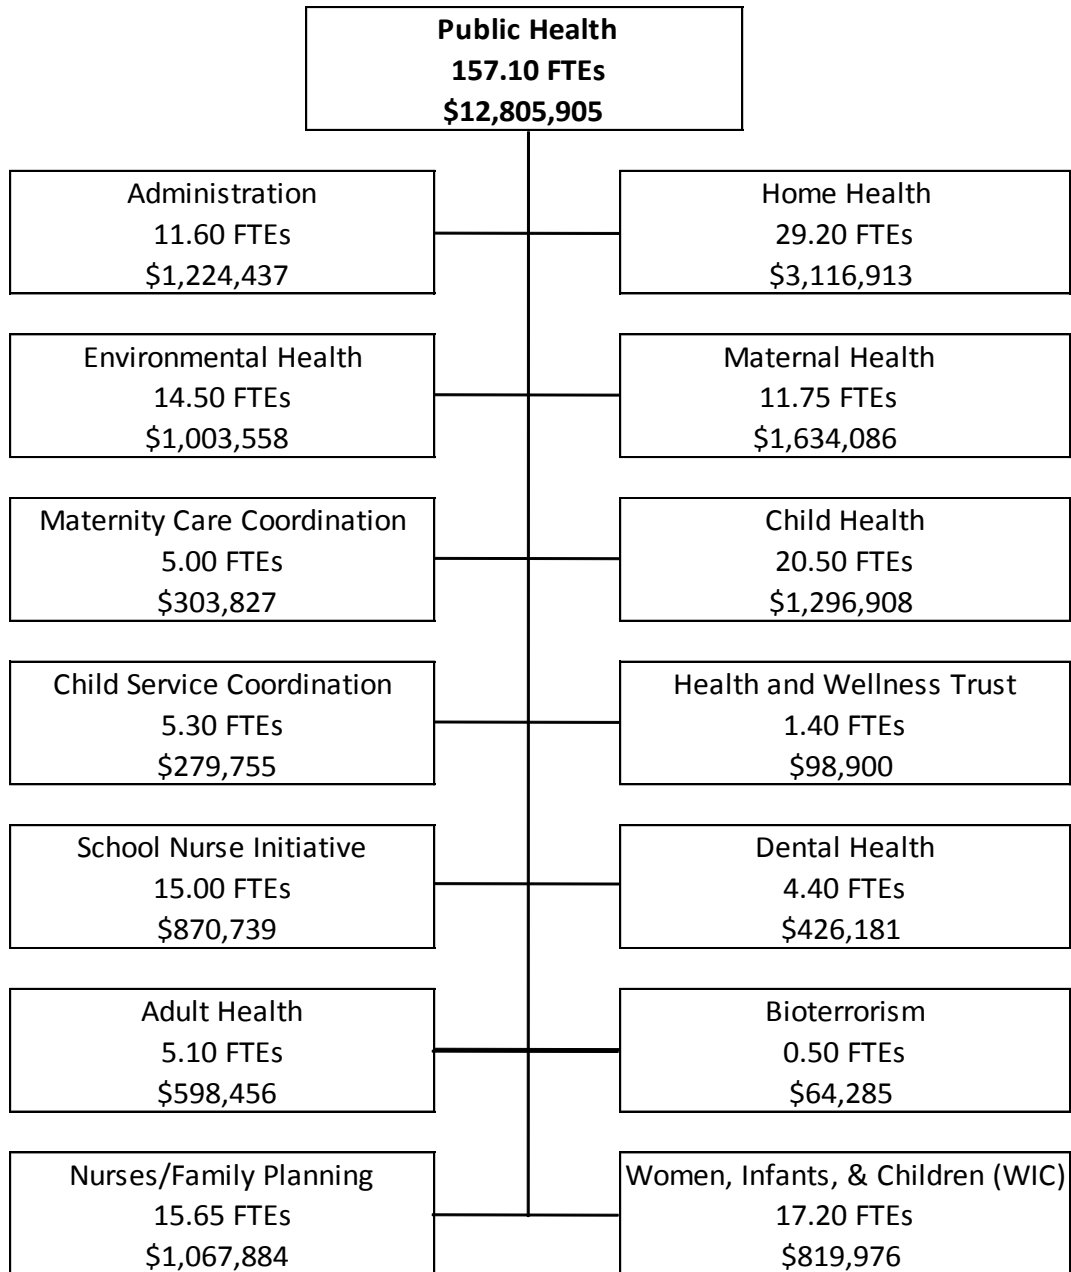 Public Health
157.10 FTEs
$12,805,905
Administration
11.60 FTEs
$1,224,437
Home Health
29.20 FTEs
$3,116,913
Environmental Health
14.50 FTEs
$1,003,558
Maternal Health
11.75 FTEs
$1,634,086
Maternity Care Coordination
5.00 FTEs
$303,827
Child Health
20.50 FTEs
$1,296,908
Child Service Coordination
5.30 FTEs
$279,755
Health and Wellness Trust
1.40 FTEs
$98,900
School Nurse Initiative
15.00 FTEs
$870,739
Dental Health
4.40 FTEs
$426,181
Adult Health
5.10 FTEs
$598,456
Bioterrorism
0.50 FTEs
$64,285
Nurses/Family Planning
15.65 FTEs
$1,067,884
Women, Infants, & Children (WIC)
17.20 FTEs
$819,976